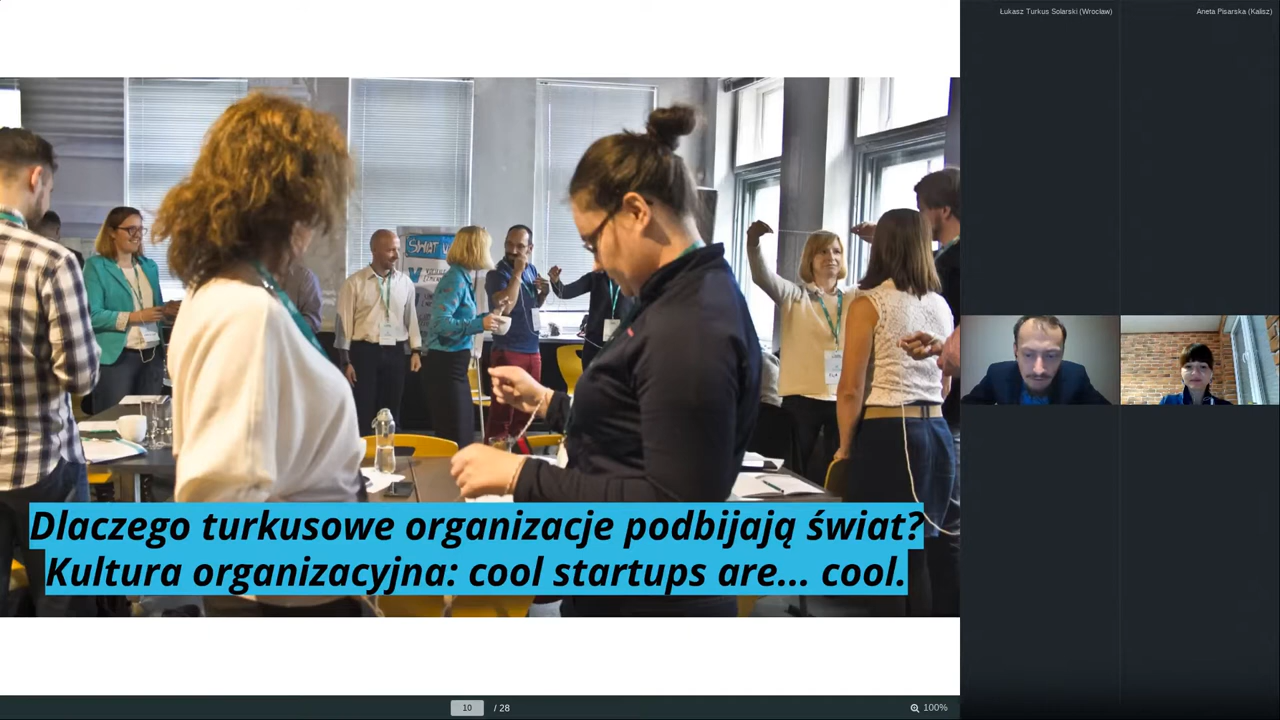 Łukasz Turkus Solarski (Wrocław)
Aneta Pisarska (Kalisz)
ŚWIAT
Dlaczego turkusowe organizacje podbijają świat?
Kultura organizacyjna: cool startups are... cool.
10 / 28
100%